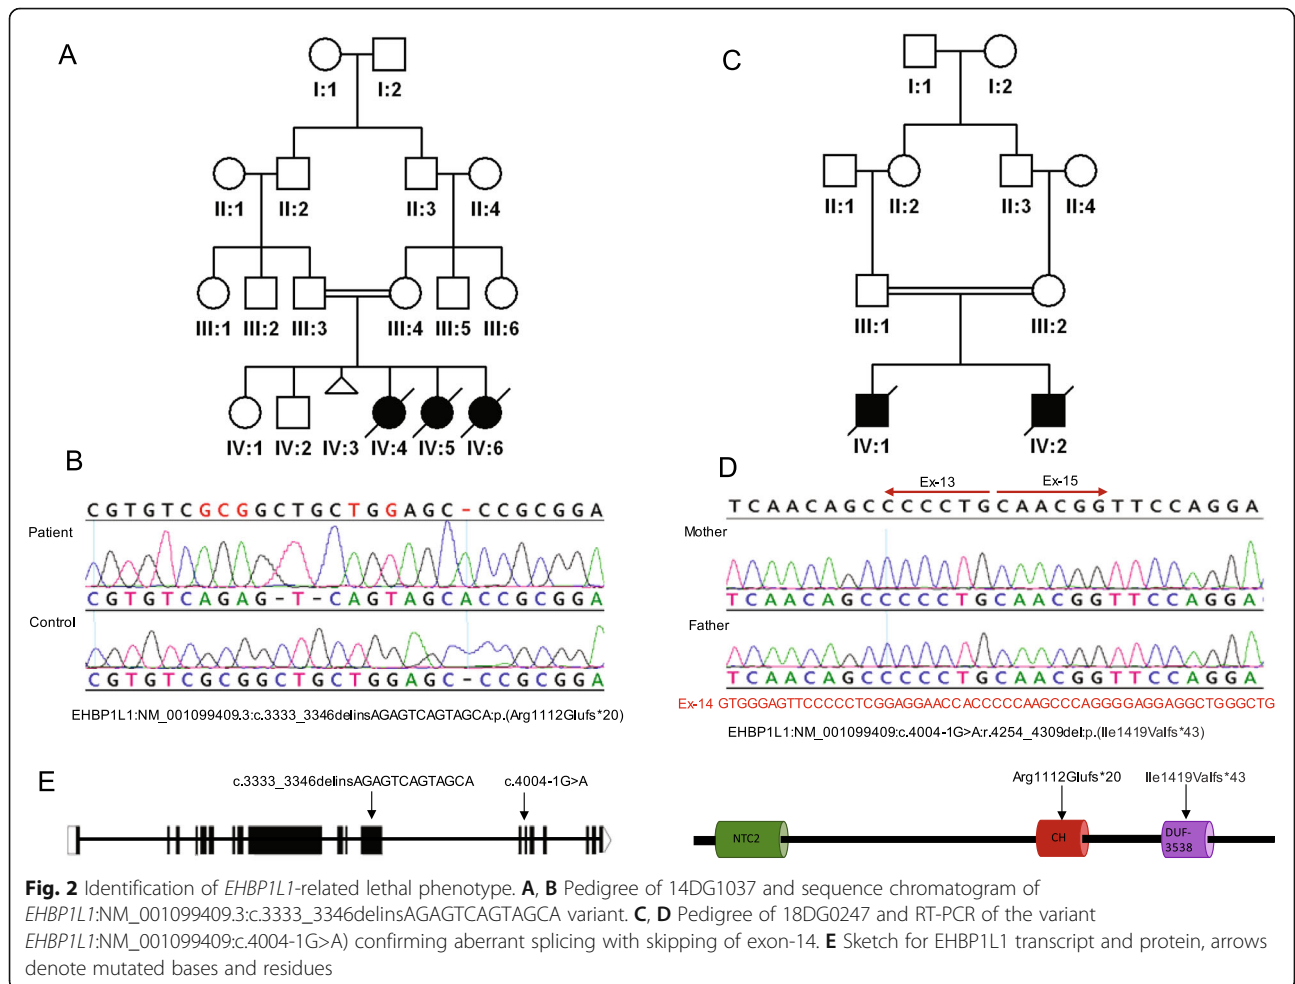 A
I:1 I:2
II:1 II:2 II:3 II:4
III:1 III:2 III:3 III:4 III:5 III:6
IV:1 IV:2 IV:3 IV:4 IV:5 IV:6
B
CGTGTCGCGGCTGCTGGAGC-CCGCGGA
Patient
CGTGTCAGAG-T-CAGTAGCACCGCGGA
Control
CGTGTCGCGGCTGCTGGAGC-CCGCGGA
EHBP1L1:NM_001099409.3:c.3333_3346delinsAGAGTCAGTAGCA:p.(Arg1112Glufs*20)
C
I:1 I:2
II:1 II:2 II:3 II:4
III:1 III:2
IV:1 IV:2
D
Ex-13 Ex-15
TCAACAGCCCCCTGCAACGGTTCCAGGA
Mother
TCAACAGCCCCCTGCAACGGTTCCAGGA
Father
TCAACAGCCCCCTGCAACGGTTCCAGGA
Ex-14 GTGGGAGTTCCCCCTCGGAGGAACCACCCCCAAGCCCAGGGGAGGAGGCTGGGCTG
EHBP1L1:NM_001099409:c.4004-1G>A:r.4254_4309del:p.(Ile1419Valfs*43)
E
c.3333_3346delinsAGAGTCAGTAGCA c.4004-1G>A
Arg1112Glufs*20 Ile1419Valfs*43
NTC2 CH DUF-
3538
Fig. 2 Identification of EHBP1L1-related lethal phenotype. A, B Pedigree of 14DG1037 and sequence chromatogram of
EHBP1L1:NM_001099409.3:c.3333_3346delinsAGAGTCAGTAGCA variant. C, D Pedigree of 18DG0247 and RT-PCR of the variant
EHBP1L1:NM_001099409:c.4004-1G>A) confirming aberrant splicing with skipping of exon-14. E Sketch for EHBP1L1 transcript and protein, arrows
denote mutated bases and residues